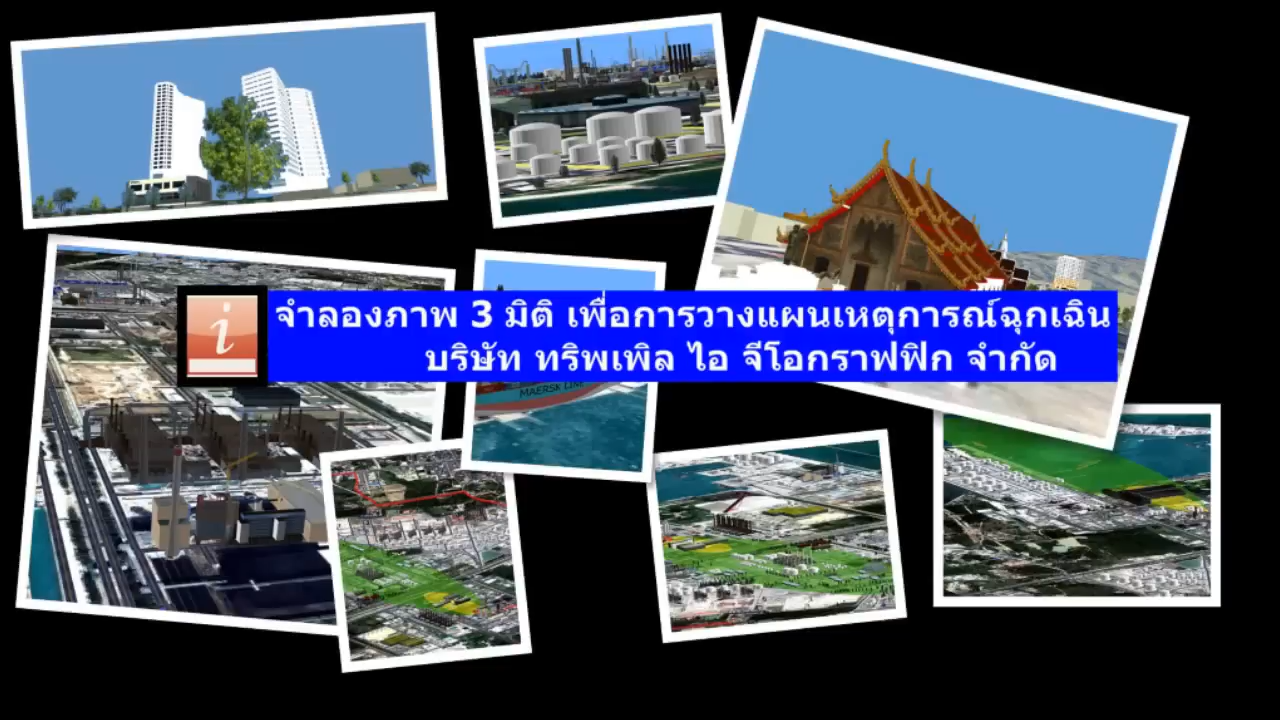 i
จำลองภาพ 3 มิติ เพื่อการวางแผนเหตุการณ์ฉุกเฉิน
บริษัท ทริพเพิล ไอ จีโอกราฟฟิก จำกัด
MAERSK LINE